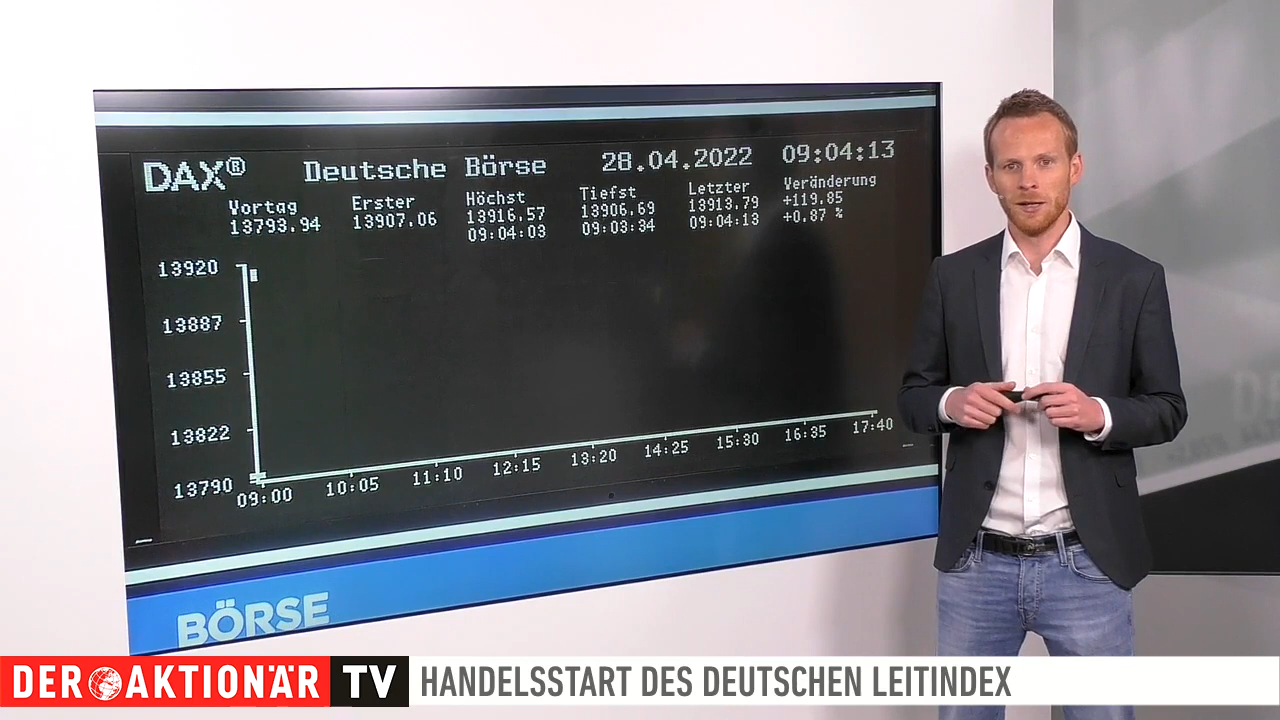 DAX® Deutsche Börse 28.04.2022 09:04:13
Vortag Erster Höchst Tiefst Letzter Veränderung
13793.94 13907.06 13916.57 13906.69 13913.79 +119.85
09:04:03 09:03:34 09:04:13 +0.87 %
13920
13887
13855
13822
13790
09:00 10:05 11:10 12:15 13:20 14:25 15:30 16:35 17:40
BÖRSE
DER AKTIONÄR TV HANDELSSTART DES DEUTSCHEN LEITINDEX